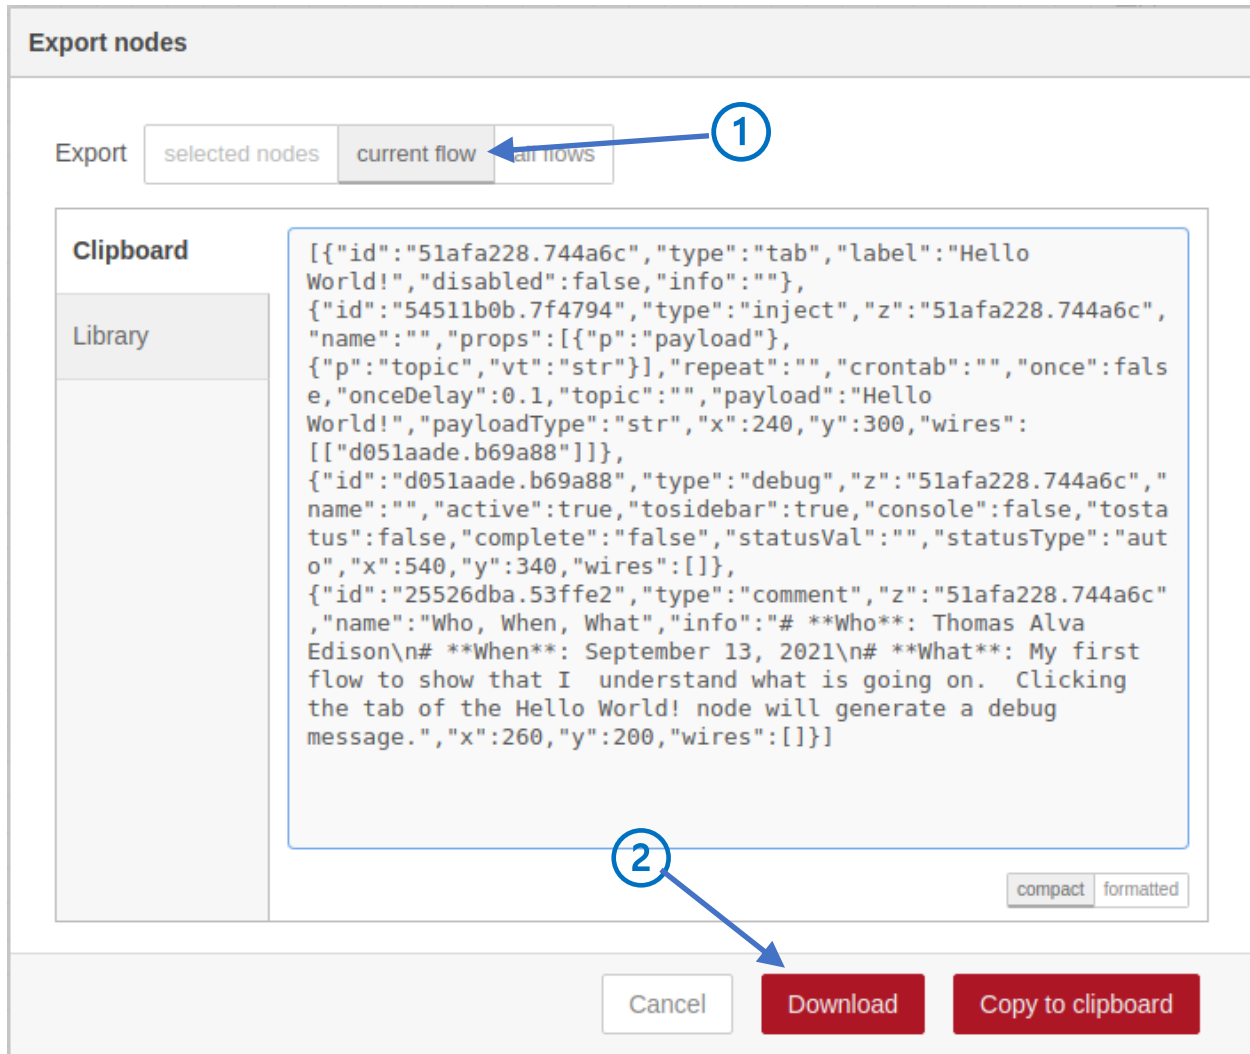 Export nodes
1
Export selected nodes current flow all flows
Clipboard
Library
[{"id":"51afa228.744a6c","type":"tab","label":"Hello
World!","disabled":false,"info":""},
{"id":"54511b0b.7f4794","type":"inject","z":"51afa228.744a6c",
"name":"","props":[{"p":"payload"},
{"p":"topic","vt":"str"}],"repeat":"","crontab":"","once":fals
e,"onceDelay":0.1,"topic":"","payload":"Hello
World!","payloadType":"str","x":240,"y":300,"wires":
[["d051aade.b69a88"]]},
{"id":"d051aade.b69a88","type":"debug","z":"51afa228.744a6c","
name":"","active":true,"tosidebar":true,"console":false,"tosta
tus":false,"complete":"false","statusVal":"","statusType":"aut
o","x":540,"y":340,"wires":[]},
{"id":"25526dba.53ffe2","type":"comment","z":"51afa228.744a6c"
,"name":"Who, When, What","info":"# **Who**: Thomas Alva
Edison\n# **When**: September 13, 2021\n# **What**: My first
flow to show that I  understand what is going on.  Clicking
the tab of the Hello World! node will generate a debug
message.","x":260,"y":200,"wires":[]}]
2
compact formatted
Cancel Download Copy to clipboard